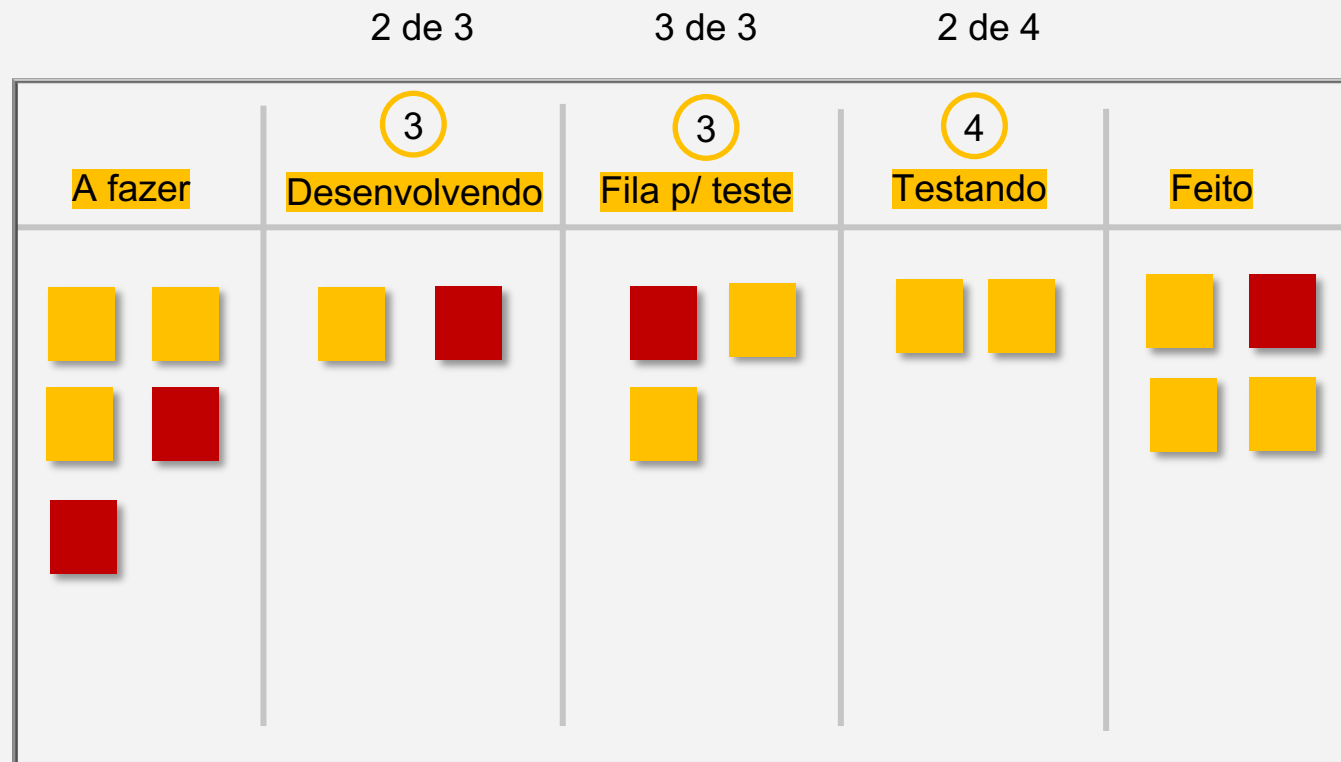 2 de 3
3 de 3
2 de 4
3
3
4
A fazer
Desenvolvendo
Fila p/ teste
Testando
Feito